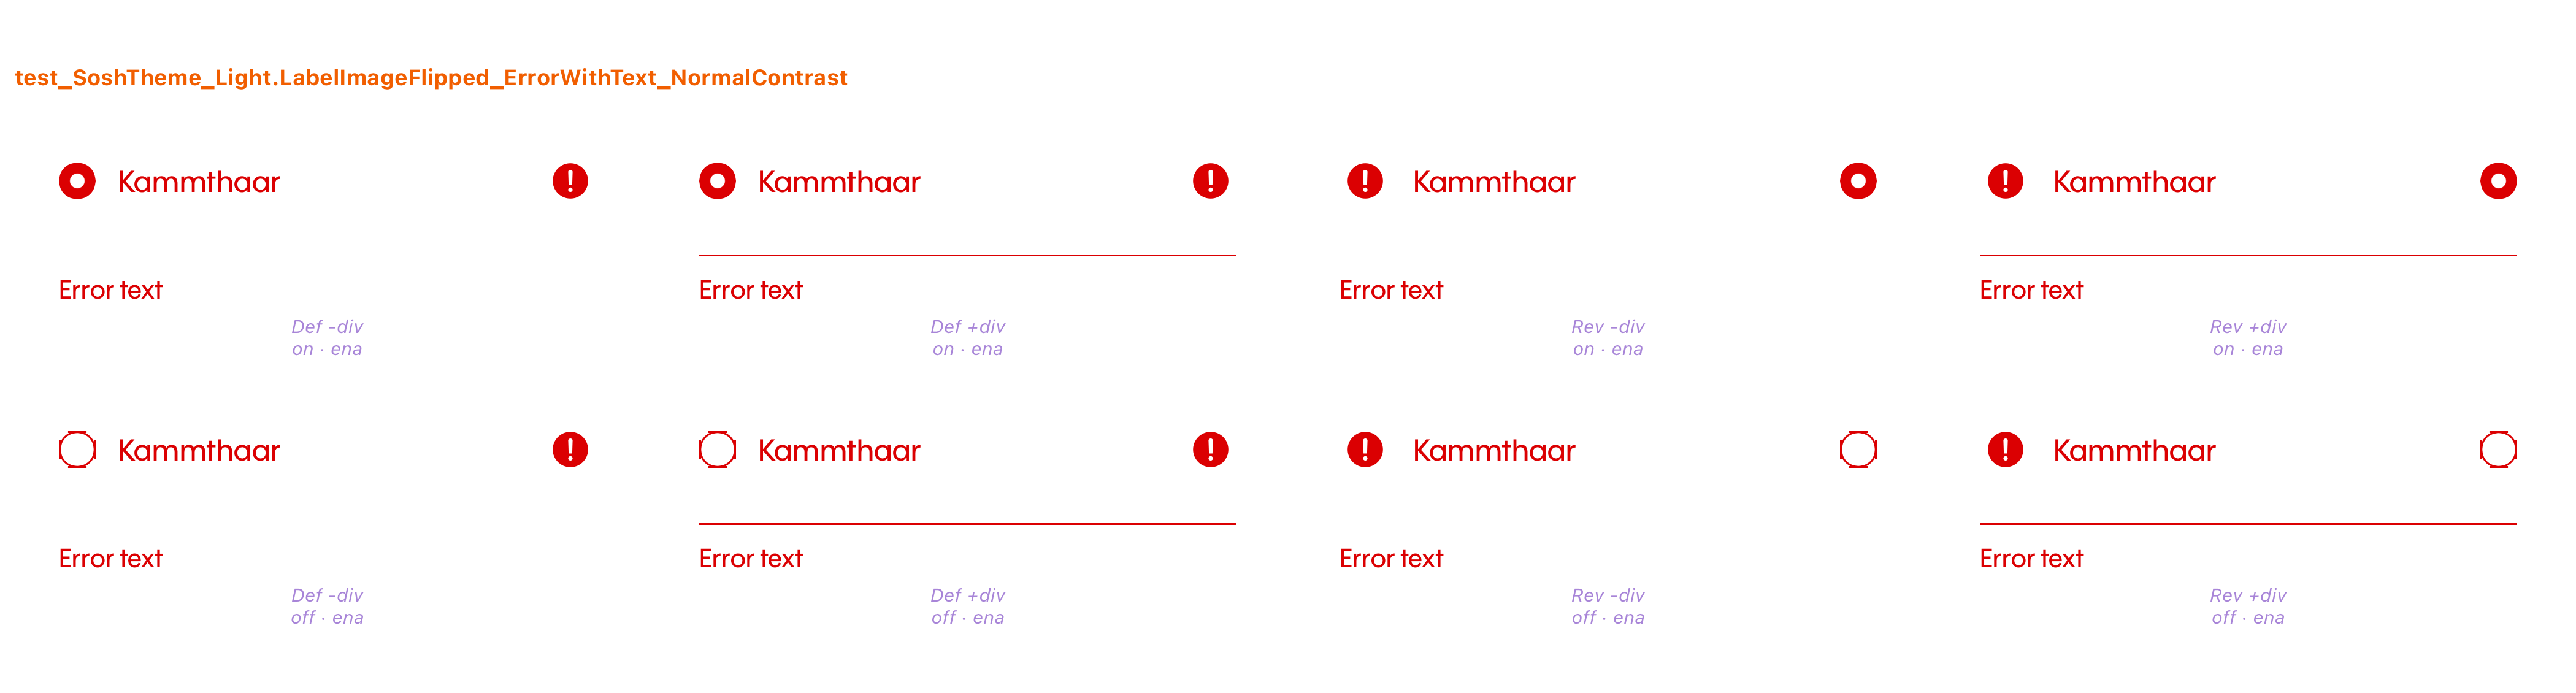 test_SoshTheme_Light.LabelImageFlipped_ErrorWithText_NormalContrast
Kammthaar
Error text
Def -div
on · ena
Kammthaar
Error text
Def +div
on · ena
Kammthaar
Error text
Rev -div
on · ena
Kammthaar
Error text
Rev +div
on · ena
Kammthaar
Error text
Def -div
off · ena
Kammthaar
Error text
Def +div
off · ena
Kammthaar
Error text
Rev -div
off · ena
Kammthaar
Error text
Rev +div
off · ena